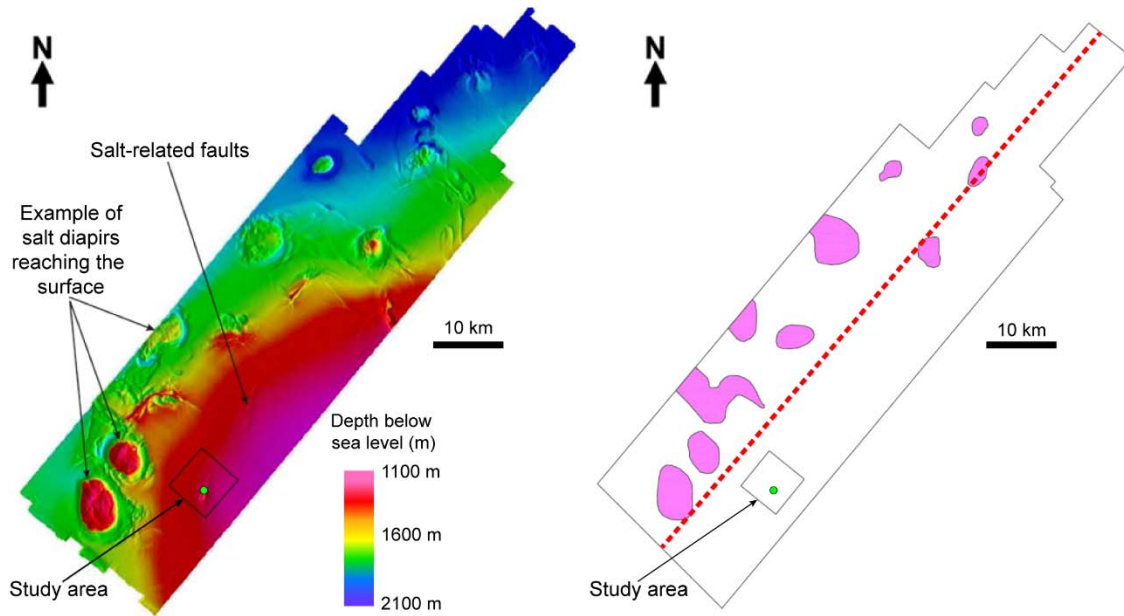 N
Salt-related faults
Example of
salt diapirs
reaching the
surface
10 km
Depth below
sea level (m)
1100 m
1600 m
2100 m
Study area
N
10 km
Study area